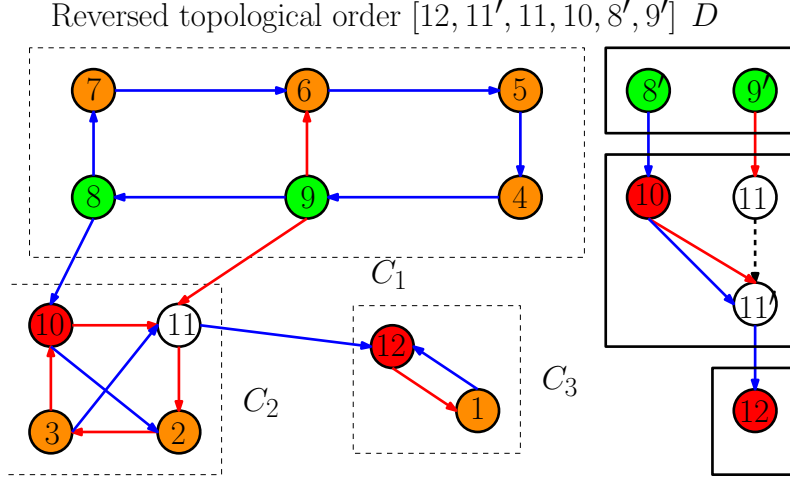 Reversed topological order [12, 11′, 11, 10, 8′, 9′] D
7 6 5 8′ 9′
8 9 4 10 11
C₁
10 11 12 11′
C₃
C₂
3 2 1 12